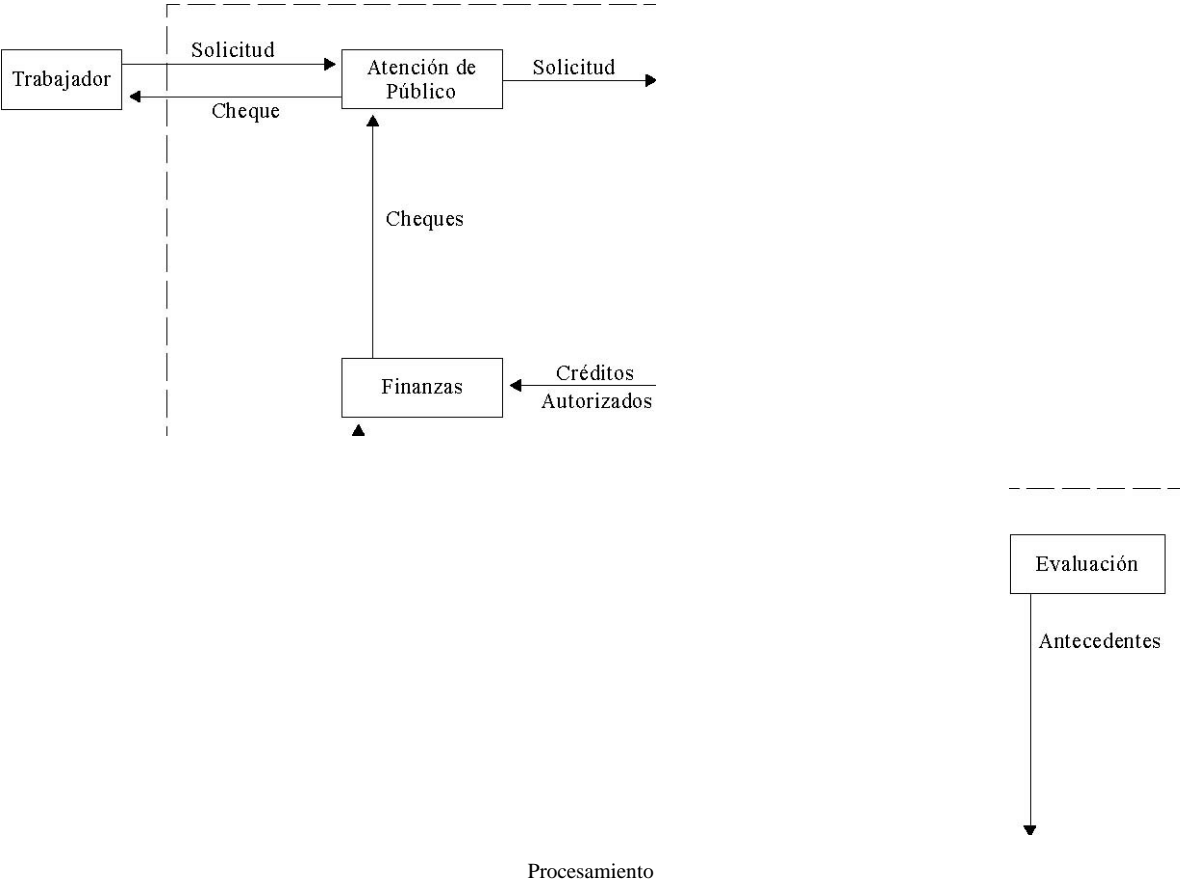 Solicitud
Trabajador
Atención de
Público
Solicitud
Cheque
Cheques
Finanzas
Créditos
Autorizados
Evaluación
Antecedentes
Procesamiento